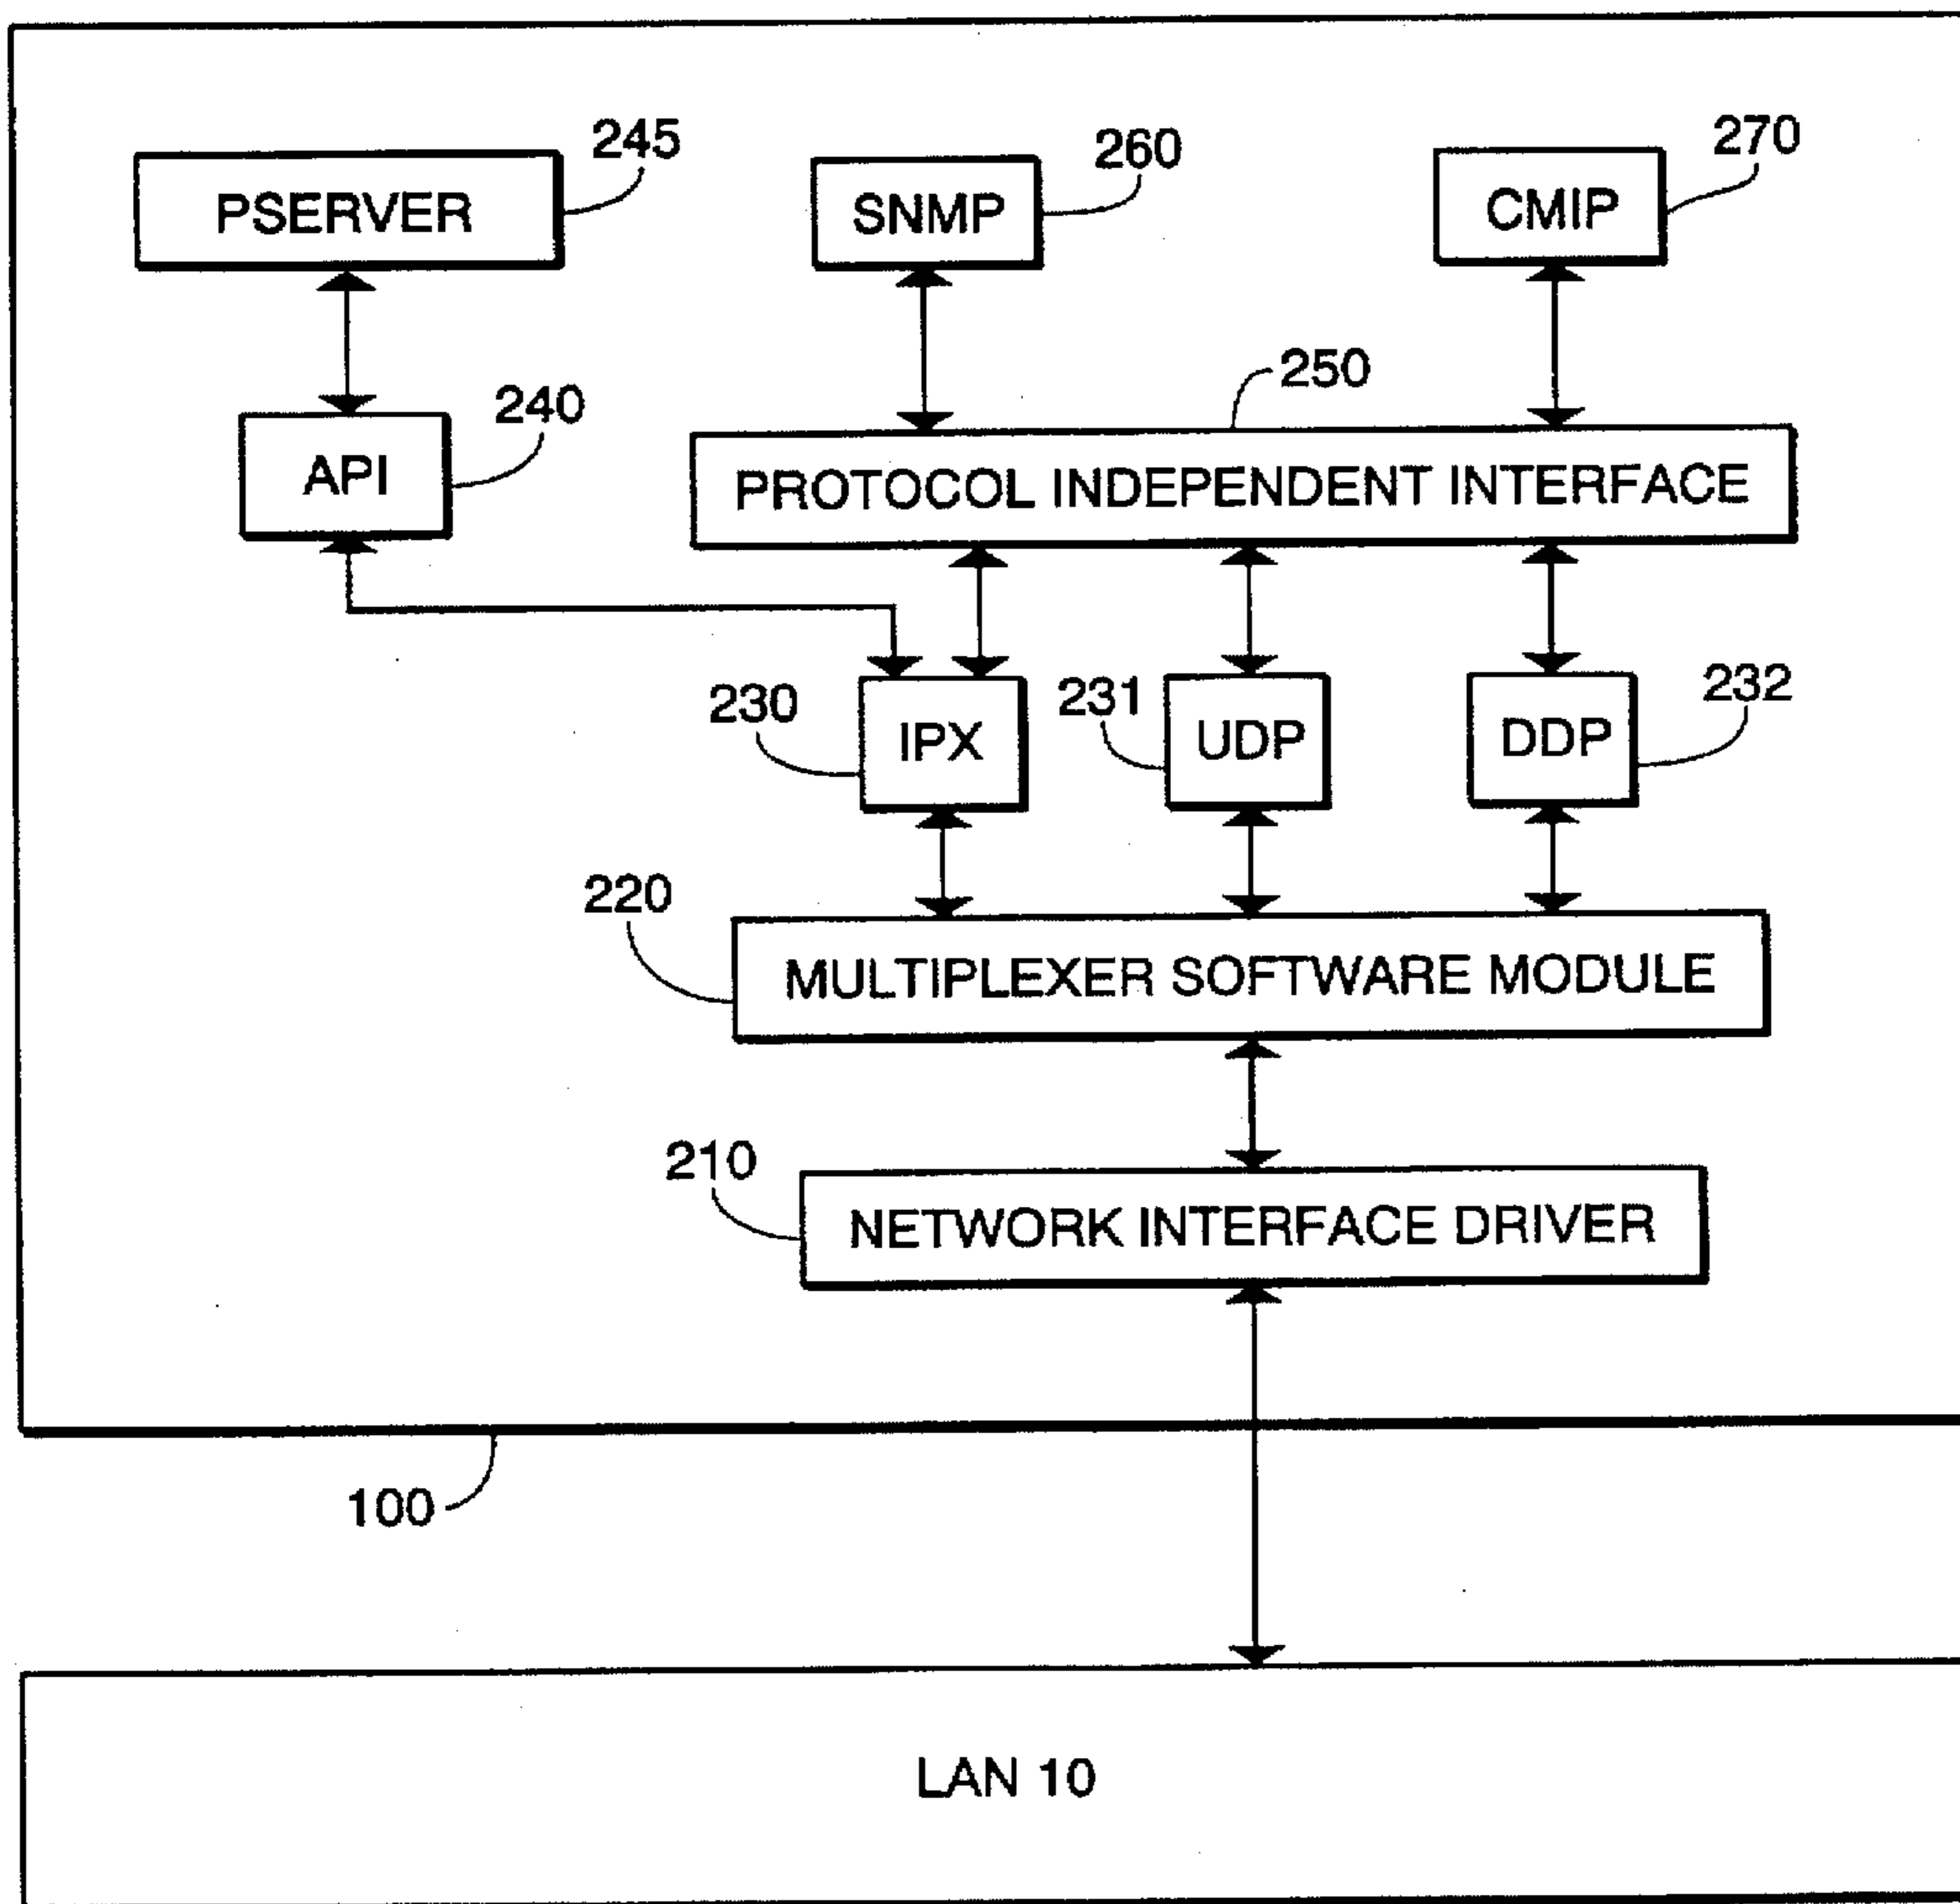 245
260
270
PSERVER
SNMP
CMIP
250
240
API
PROTOCOL INDEPENDENT INTERFACE
230
231
232
IPX
UDP
DDP
220
MULTIPLEXER SOFTWARE MODULE
210
NETWORK INTERFACE DRIVER
100
LAN 10